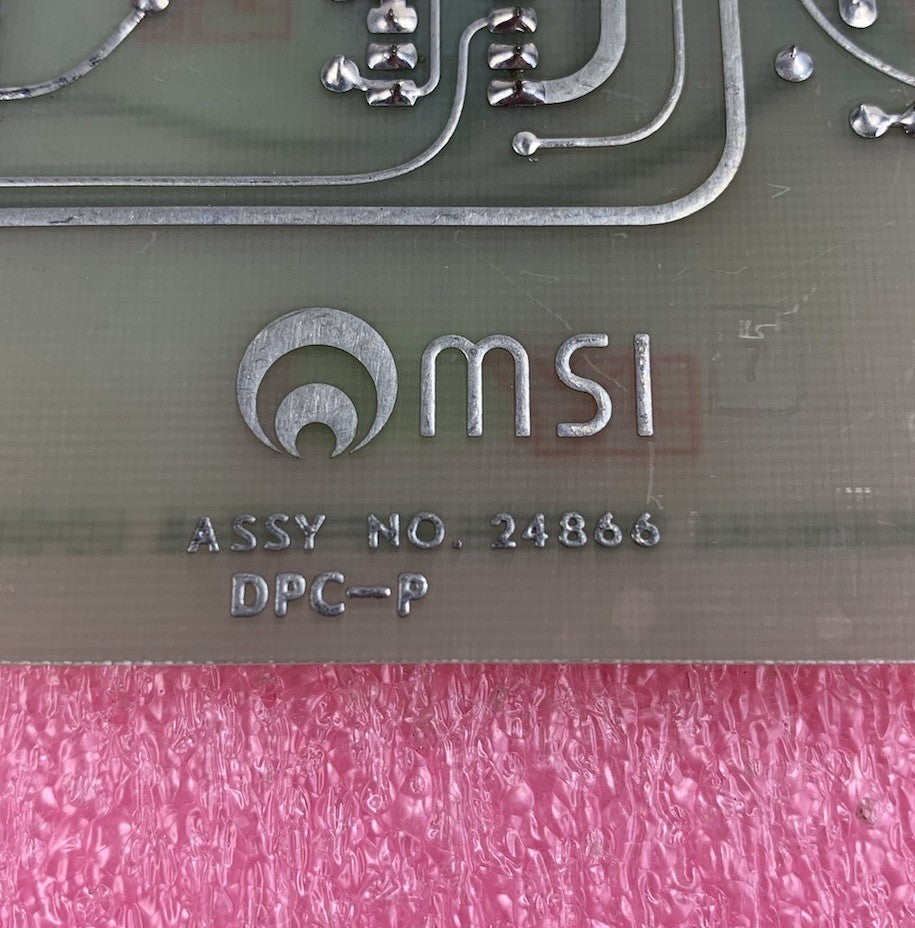 msi
ASSY NO. 24866
DPC-P